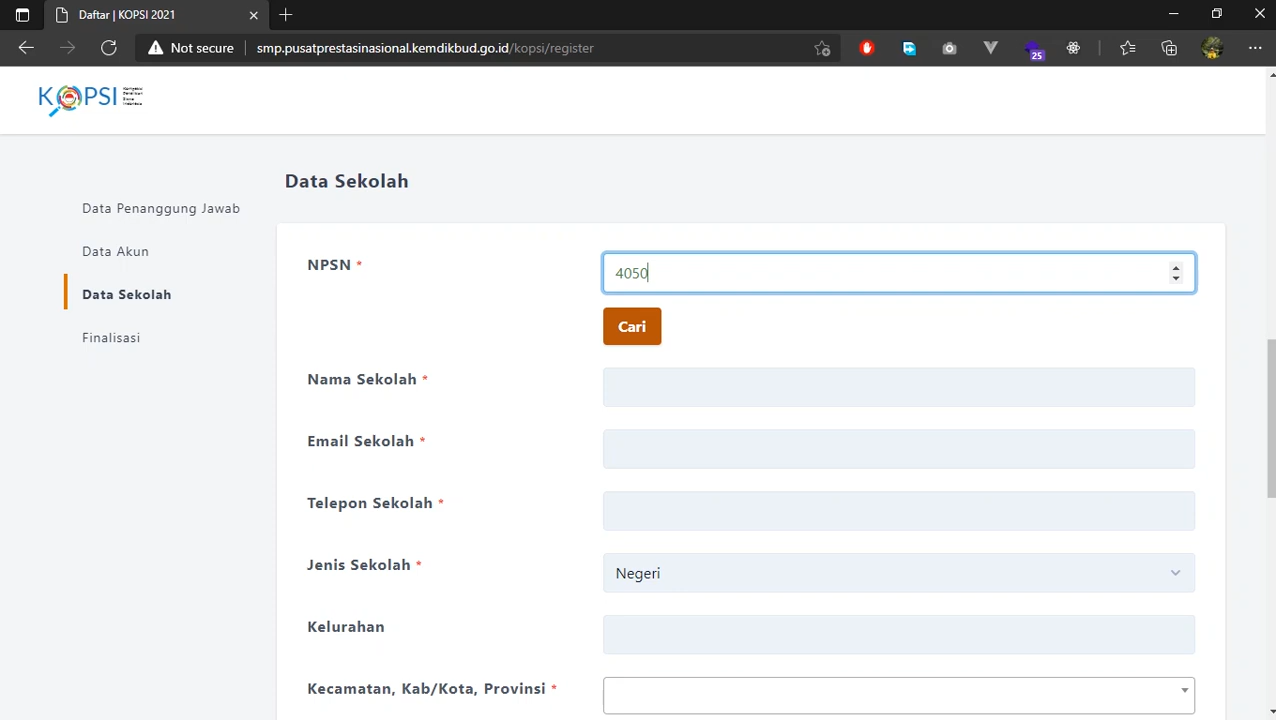 Daftar | KOPSI 2021
Not secure
smp.pusatprestasinasional.kemdikbud.go.id/kopsi/register
25
KOPSI
Data Sekolah
Data Penanggung Jawab
Data Akun
Data Sekolah
Finalisasi
NPSN *
4050
Cari
Nama Sekolah *
Email Sekolah *
Telepon Sekolah *
Jenis Sekolah *
Negeri
Kelurahan
Kecamatan, Kab/Kota, Provinsi *